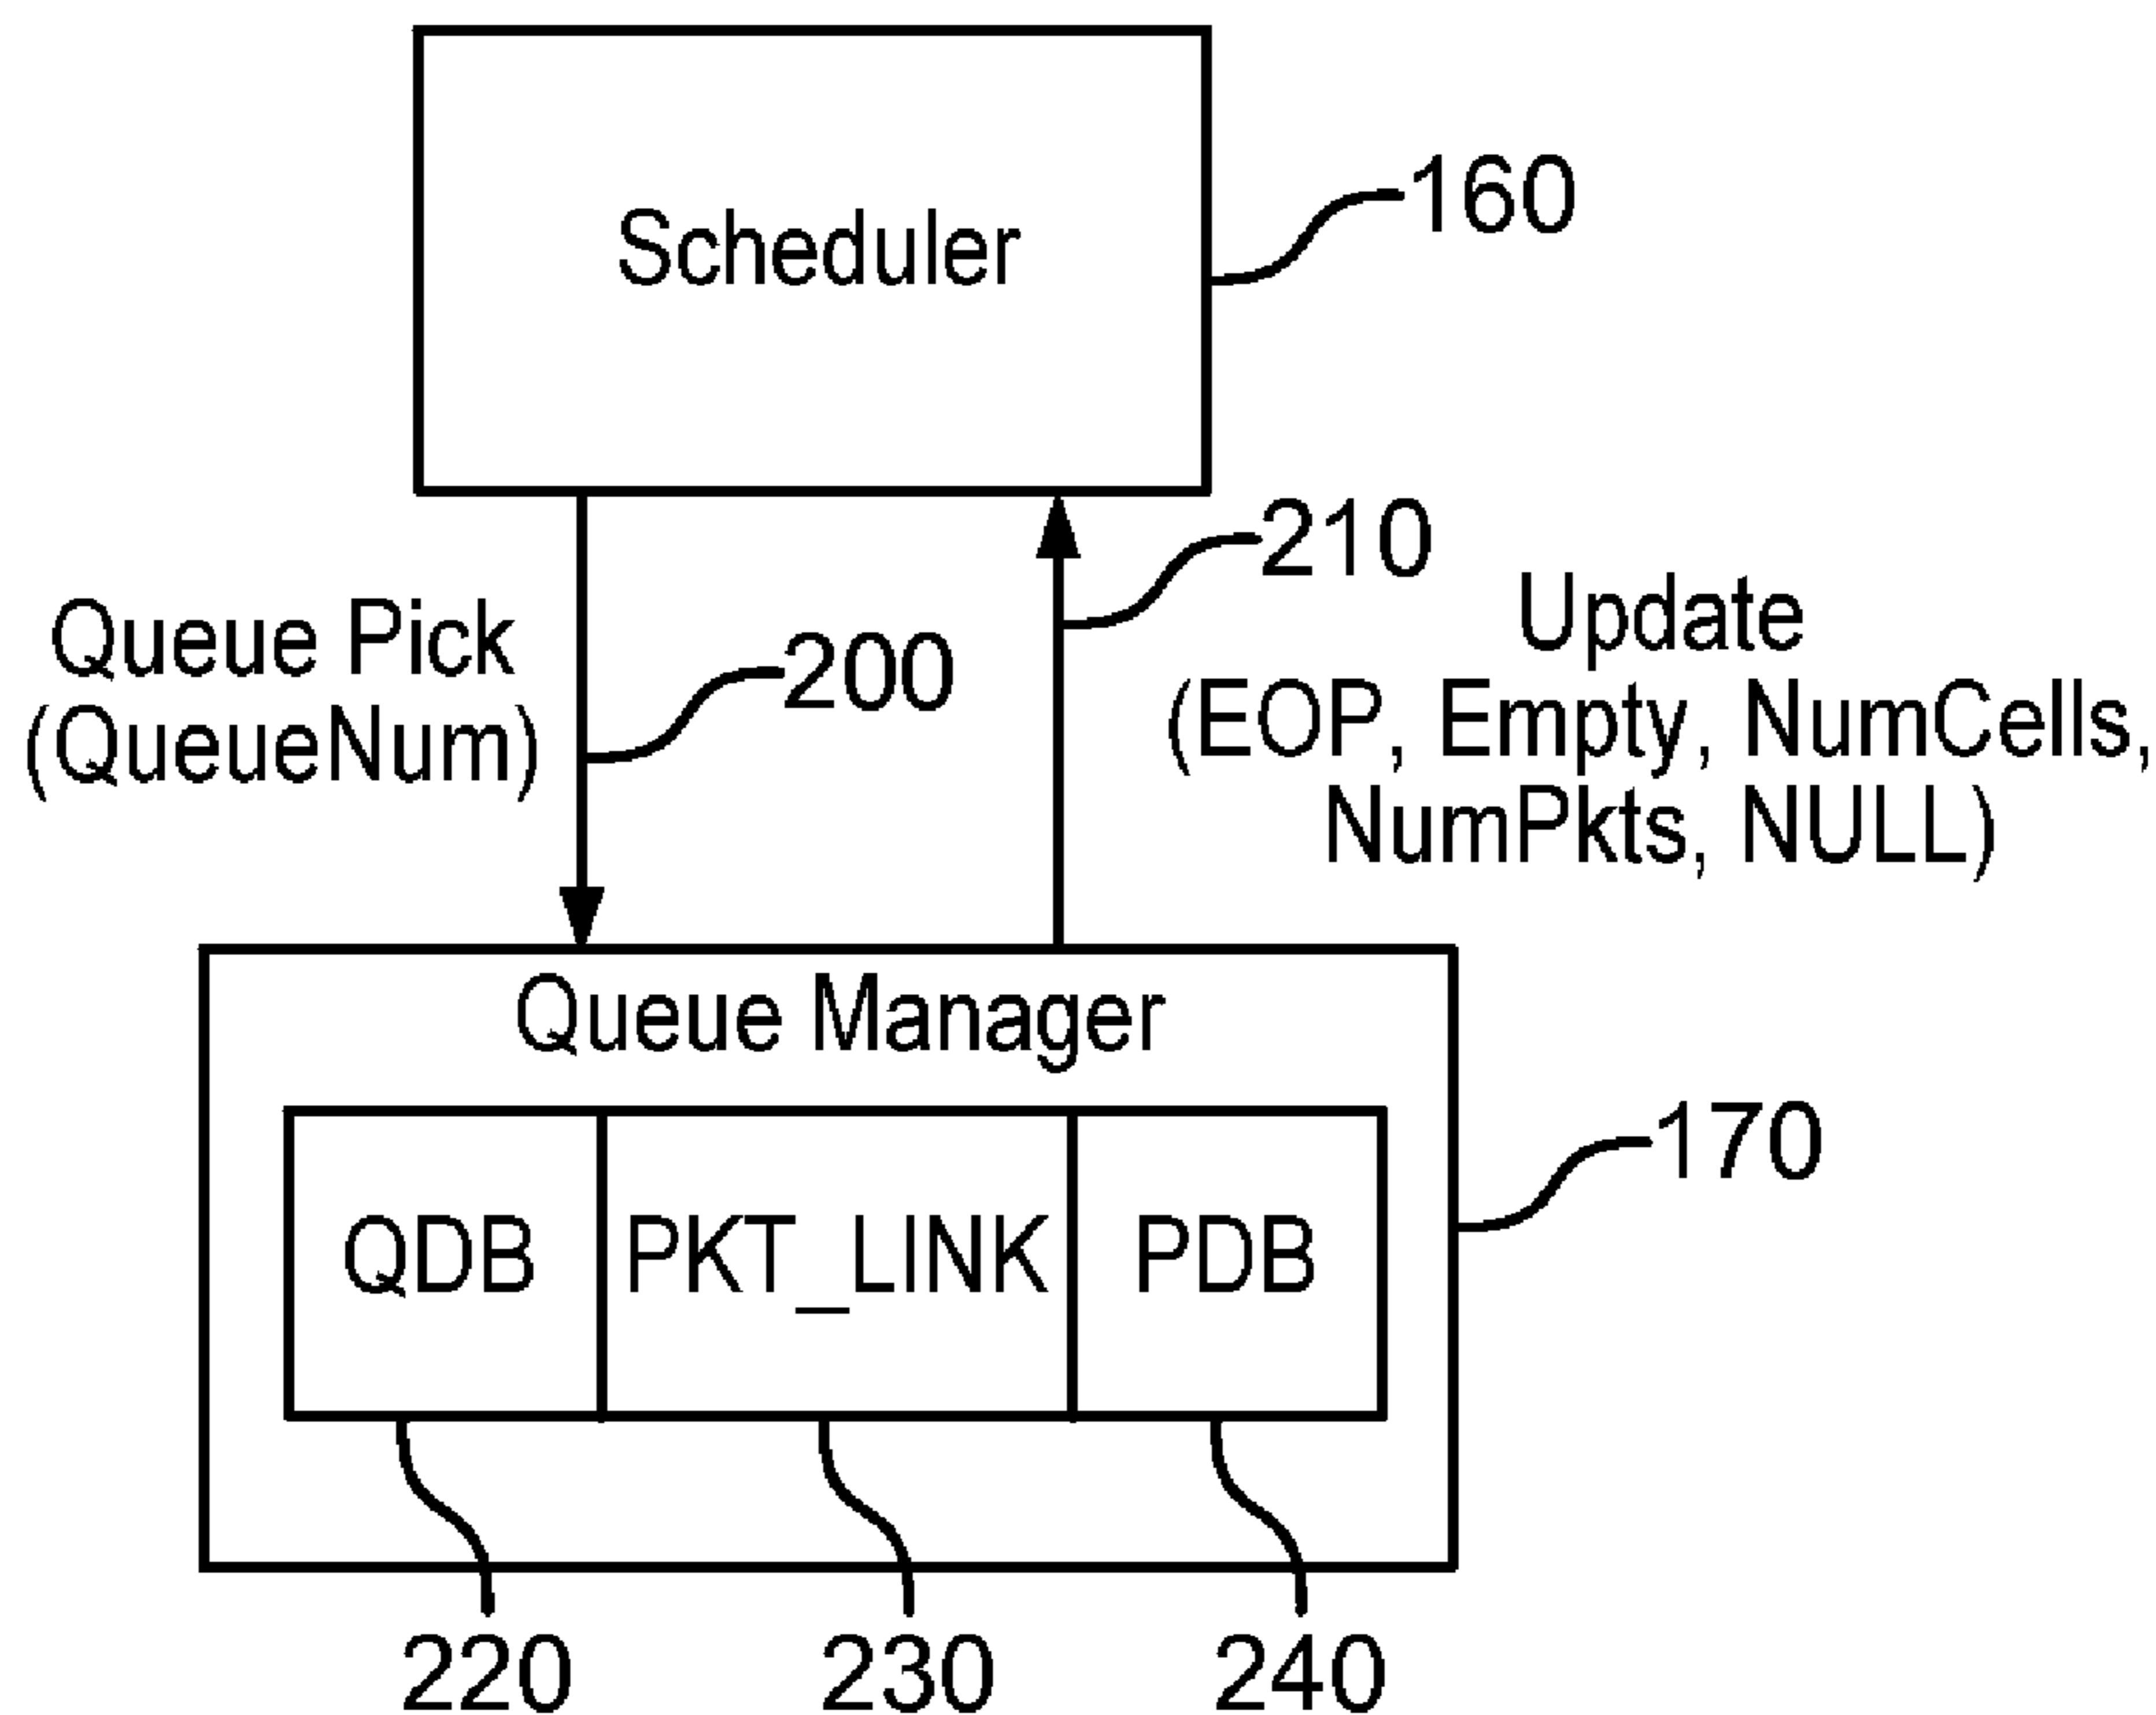 Scheduler
160
210
Queue Pick
(QueueNum)
200
Update
(EOP, Empty, NumCells,
NumPkts, NULL)
Queue Manager
170
QDB PKT_LINK PDB
220 230 240